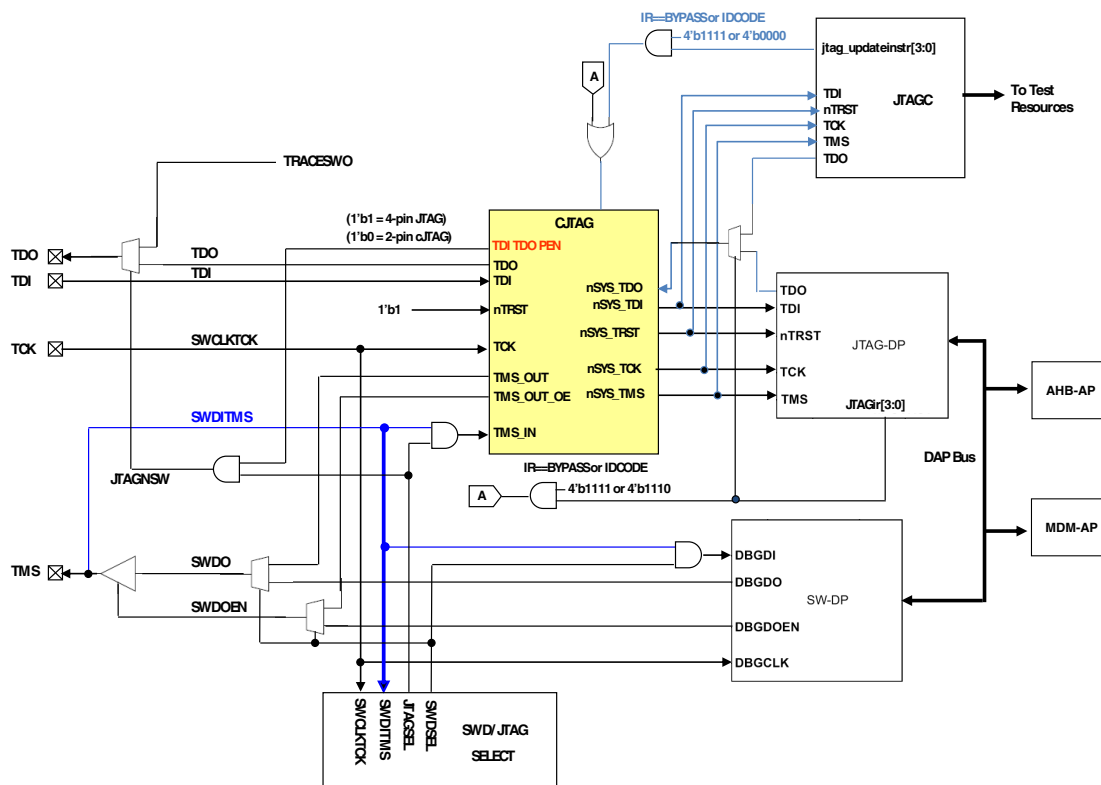 IR==BYPASS or IDCODE
4'b1111 or 4'b0000
jtag_updateinstr[3:0]
A
TDI
nTRST
JTAGC
To Test
Resources
TCK
TMS
TDO
TRACESWO
(1'b1 = 4-pin JTAG)
(1'b0 = 2-pin cJTAG)
CJTAG
TDI TDO PEN
TDO
TDO
TDO
TDI
TDI
TDI
nSYS_TDO
nSYS_TDI
TDO
TDI
1'b1
nTRST
nSYS_TRST
nTRST
JTAG-DP
TCK
SWCLKTCK
TCK
nSYS_TCK
TCK
TMS_OUT
TMS_OUT_OE
nSYS_TMS
TMS
JTAGir[3:0]
AHB-AP
SWDITMS
TMS_IN
DAP Bus
JTAGNSW
IR==BYPASS or IDCODE
A
4'b1111 or 4'b1110
MDM-AP
TMS
SWDO
DBGDI
DBGDO
SW-DP
SWDOEN
DBGDOEN
DBGCLK
SWCLKTCK
SWDITMS
JTAGSEL
SWDSEL
SWD/JTAG
SELECT